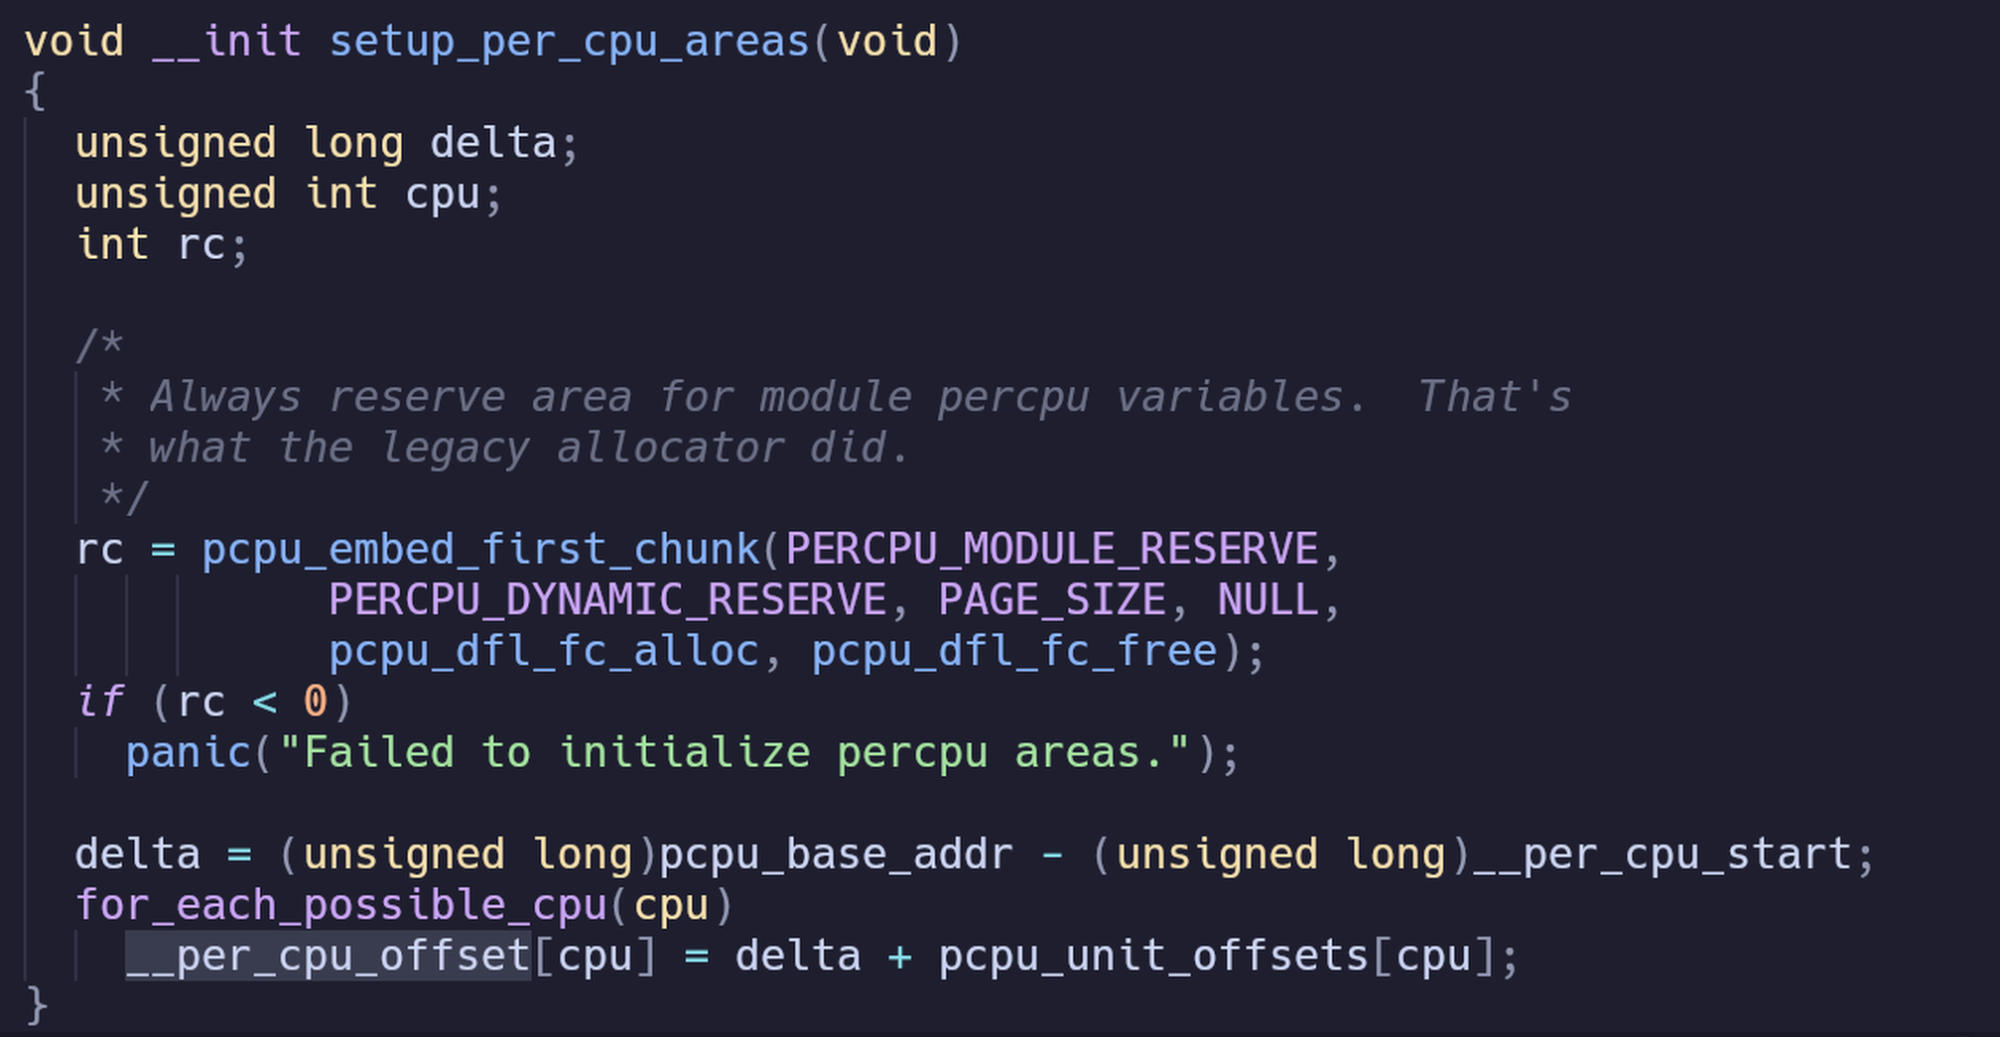 void __init setup_per_cpu_areas(void)
{
  unsigned long delta;
  unsigned int cpu;
  int rc;

  /*
   * Always reserve area for module percpu variables.  That's
   * what the legacy allocator did.
   */
  rc = pcpu_embed_first_chunk(PERCPU_MODULE_RESERVE,
            PERCPU_DYNAMIC_RESERVE, PAGE_SIZE, NULL,
            pcpu_dfl_fc_alloc, pcpu_dfl_fc_free);
  if (rc < 0)
    panic("Failed to initialize percpu areas.");

  delta = (unsigned long)pcpu_base_addr - (unsigned long)__per_cpu_start;
  for_each_possible_cpu(cpu)
    __per_cpu_offset[cpu] = delta + pcpu_unit_offsets[cpu];
}